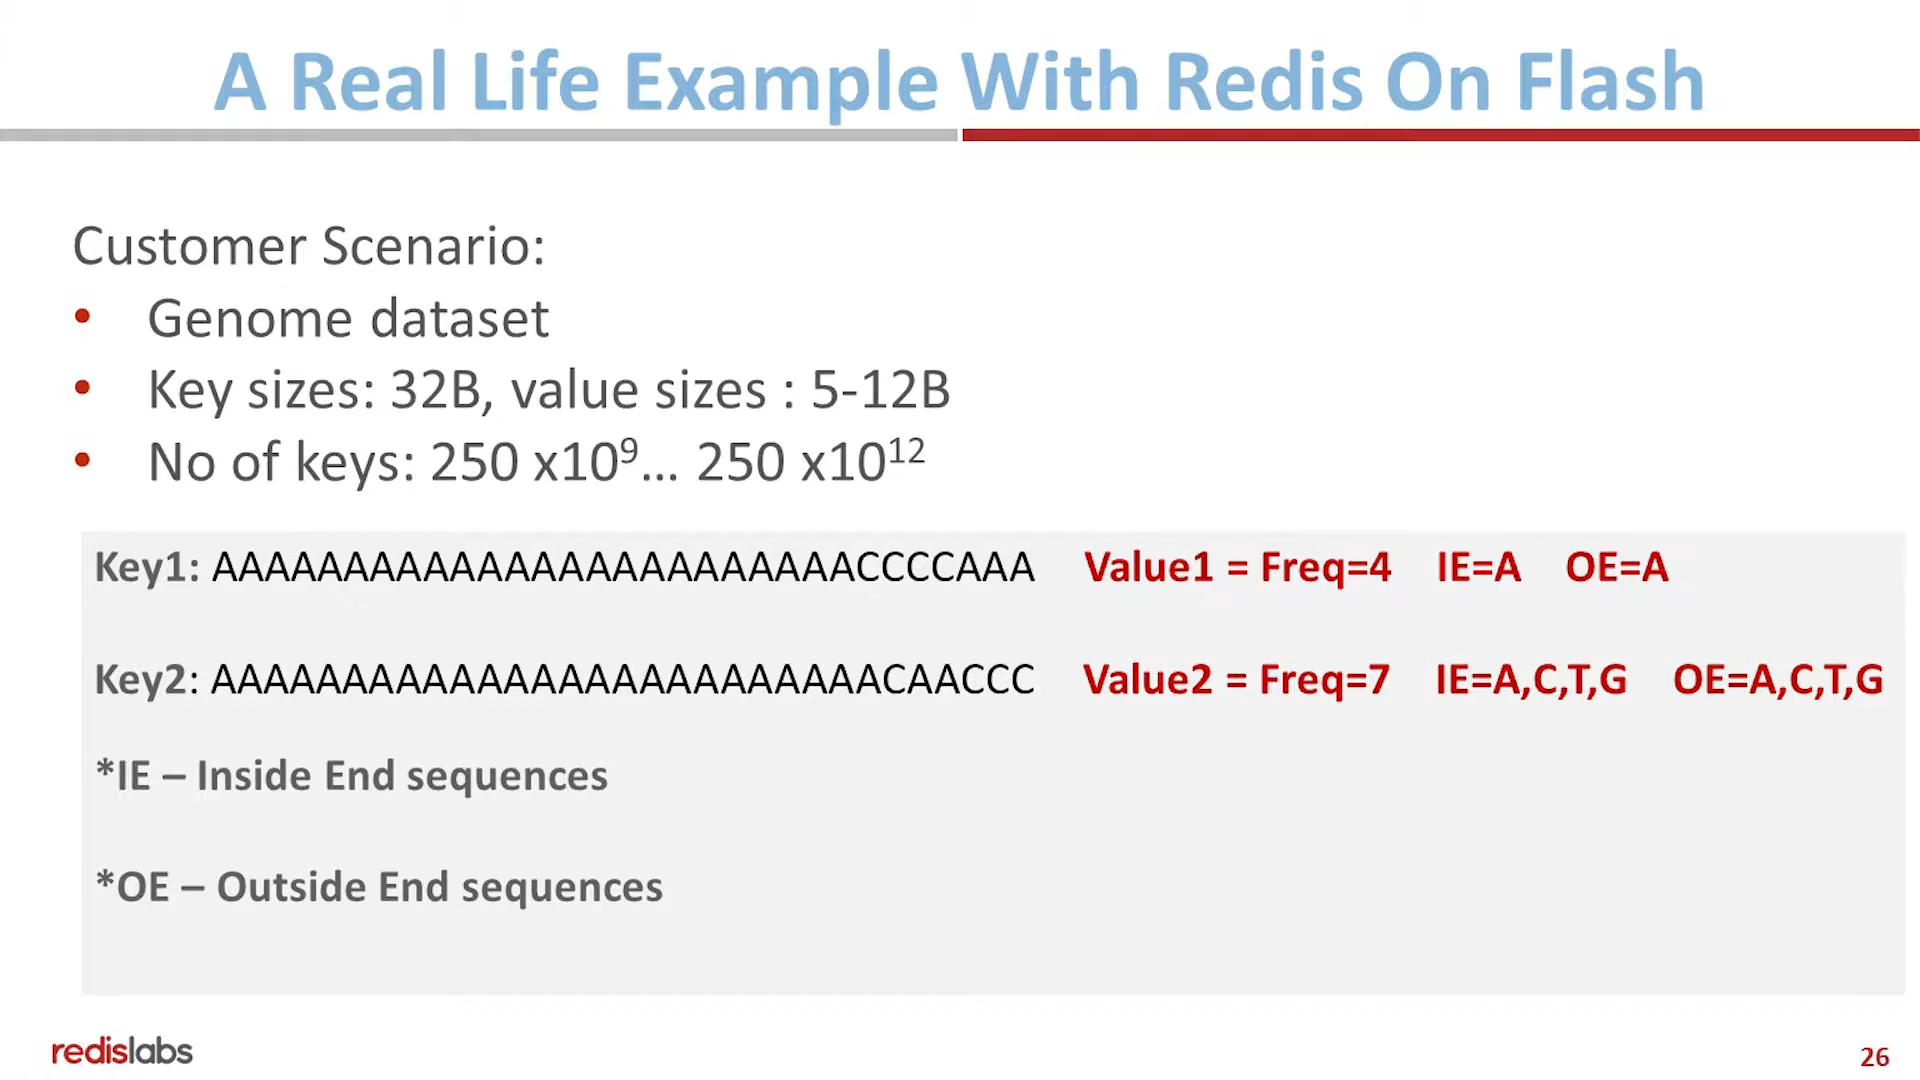 A Real Life Example With Redis On Flash
Customer Scenario:
• Genome dataset
• Key sizes: 32B, value sizes : 5-12B
• No of keys: 250 x10⁹... 250 x10¹²
Key1: AAAAAAAAAAAAAAAAAAAAAAAACCCCAAA Value1 = Freq=4 IE=A OE=A
Key2: AAAAAAAAAAAAAAAAAAAAAAAAACAACCC Value2 = Freq=7 IE=A,C,T,G OE=A,C,T,G
*IE – Inside End sequences
*OE – Outside End sequences
redislabs
26